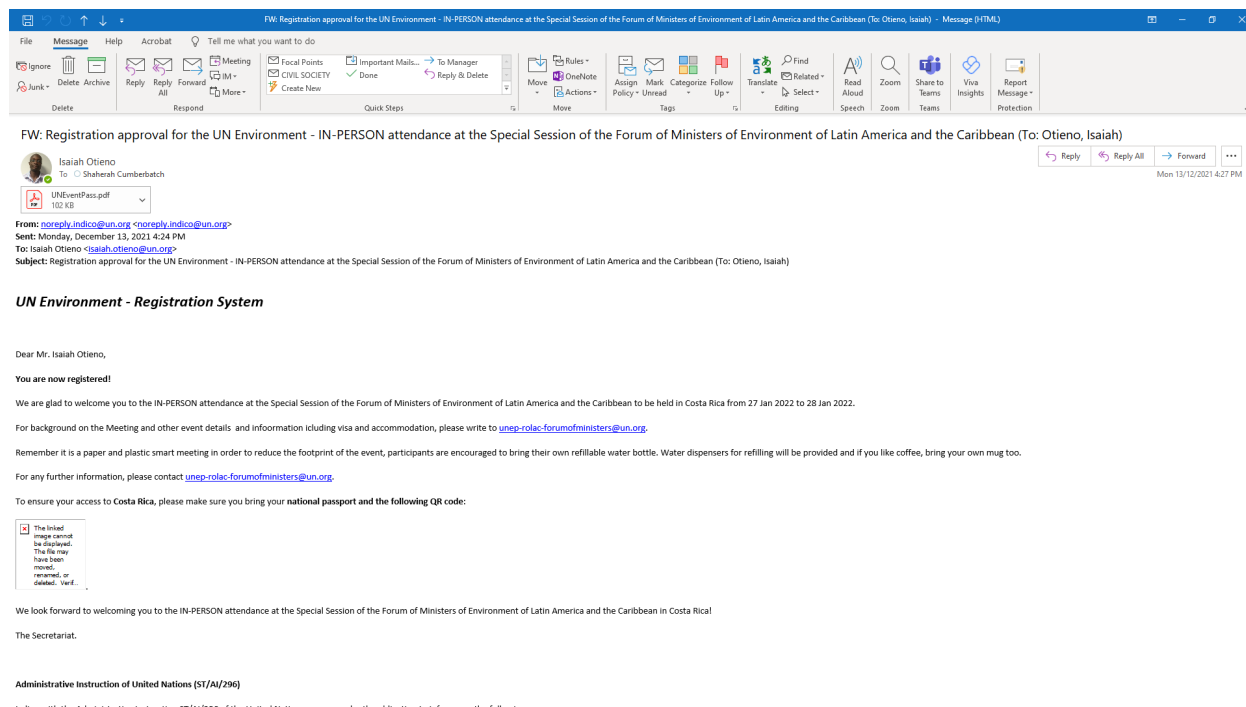 FW: Registration approval for the UN Environment - IN-PERSON attendance at the Special Session of the Forum of Ministers of Environment of Latin America and the Caribbean (To: Otieno, Isaiah) - Message (HTML)
File Message Help Acrobat Tell me what you want to do
Ignore
Junk
Delete
Archive
Reply
Reply All
Forward
Meeting
IM
More
Focal Points
CIVIL SOCIETY
Create New
Important Mails...
Done
To Manager
Reply & Delete
Move
Rules
OneNote
Actions
Assign Policy
Mark Unread
Categorize
Follow Up
Translate
Find
Related
Select
Read Aloud
Zoom
Share to Teams
Viva Insights
Report Message
Delete Respond Quick Steps Move Tags Editing Speech Zoom Teams Protection
FW: Registration approval for the UN Environment - IN-PERSON attendance at the Special Session of the Forum of Ministers of Environment of Latin America and the Caribbean (To: Otieno, Isaiah)
Isaiah Otieno
To Shaherah Cumberbatch
Reply Reply All Forward
Mon 13/12/2021 4:27 PM
PDF
UNEventPass.pdf
102 KB
From: noreply.indico@un.org <noreply.indico@un.org>
Sent: Monday, December 13, 2021 4:24 PM
To: Isaiah Otieno <isaiah.otieno@un.org>
Subject: Registration approval for the UN Environment - IN-PERSON attendance at the Special Session of the Forum of Ministers of Environment of Latin America and the Caribbean (To: Otieno, Isaiah)
UN Environment - Registration System
Dear Mr. Isaiah Otieno,
You are now registered!
We are glad to welcome you to the IN-PERSON attendance at the Special Session of the Forum of Ministers of Environment of Latin America and the Caribbean to be held in Costa Rica from 27 Jan 2022 to 28 Jan 2022.
For background on the Meeting and other event details and infoormation icluding visa and accommodation, please write to unep-rolac-forumofministers@un.org.
Remember it is a paper and plastic smart meeting in order to reduce the footprint of the event, participants are encouraged to bring their own refillable water bottle. Water dispensers for refilling will be provided and if you like coffee, bring your own mug too.
For any further information, please contact unep-rolac-forumofministers@un.org.
To ensure your access to Costa Rica, please make sure you bring your national passport and the following QR code:
The linked
image cannot
be displayed.
The file may
have been
moved,
renamed, or
deleted. Verif...
We look forward to welcoming you to the IN-PERSON attendance at the Special Session of the Forum of Ministers of Environment of Latin America and the Caribbean in Costa Rica!
The Secretariat.
Administrative Instruction of United Nations (ST/AI/296)